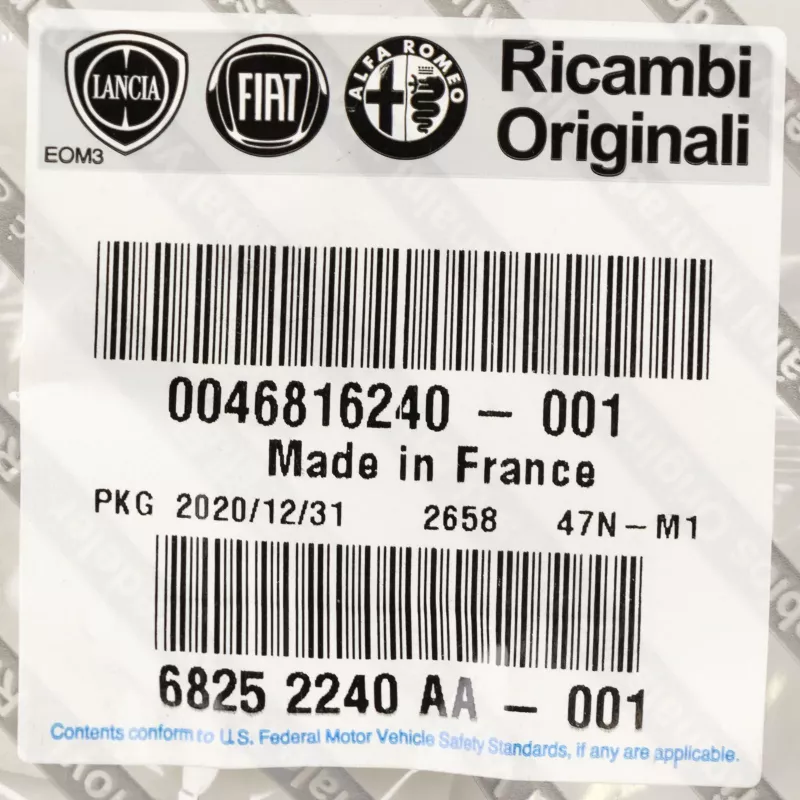 LANCIA
FIAT
ALFA ROMEO
Ricambi
Originali
EOM3
0046816240 - 001
Made in France
PKG 2020/12/31 2658 47N-M1
6825 2240 AA - 001
Contents conform to U.S. Federal Motor Vehicle Safety Standards, if any are applicable.